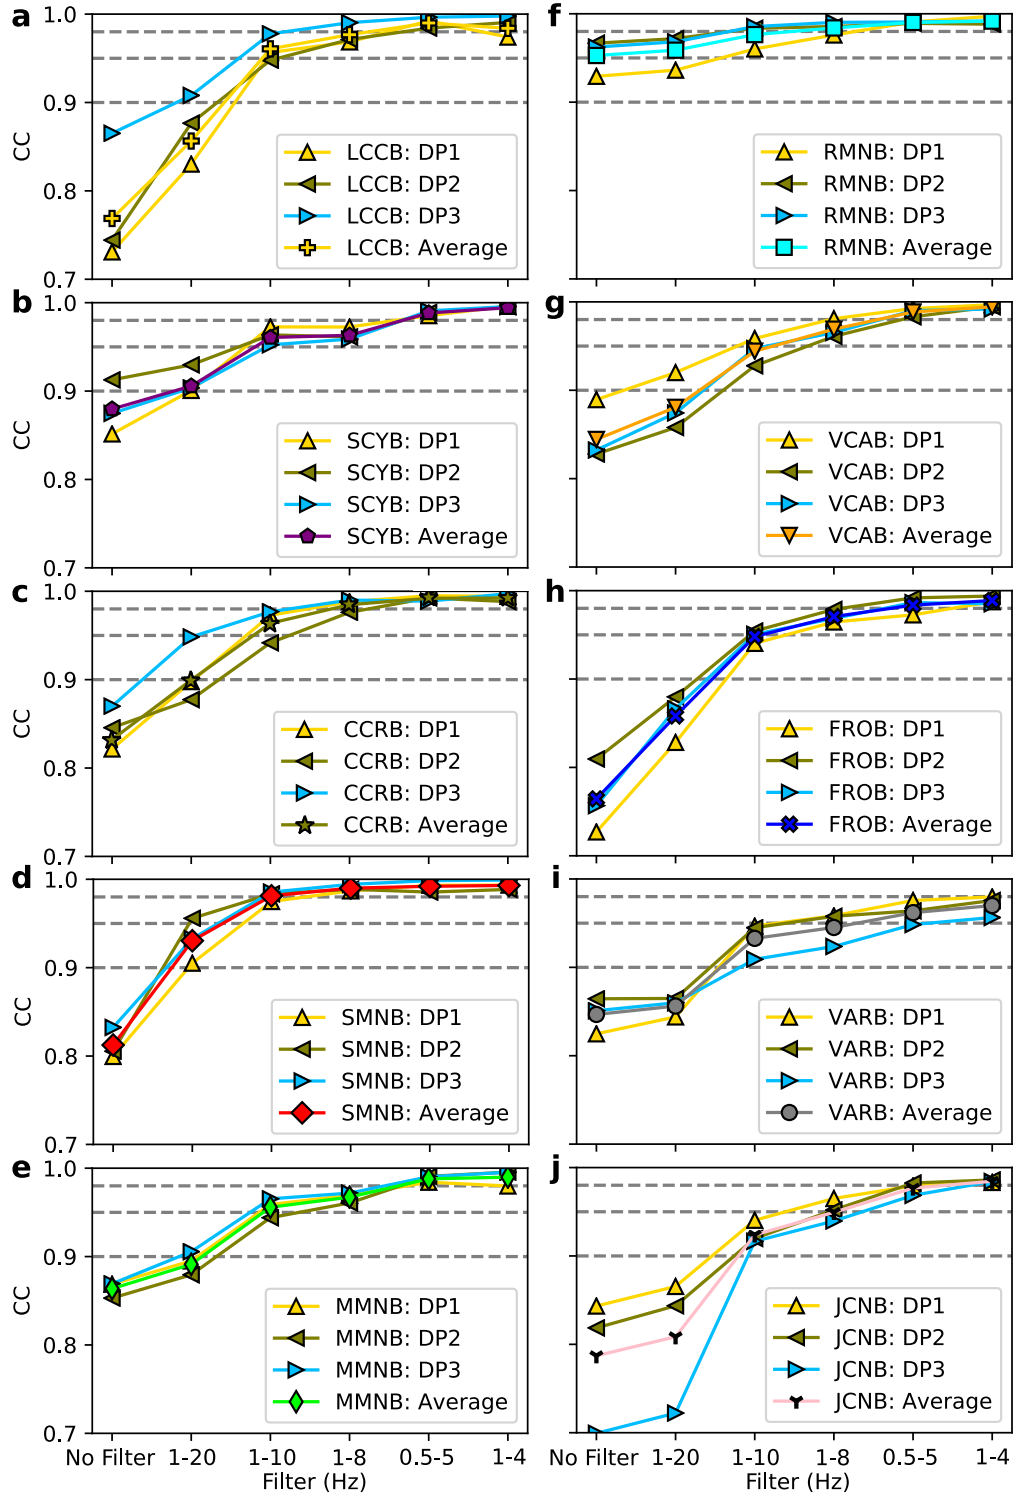 a
1.0
0.9
0.8
0.7
CC
LCCB: DP1
LCCB: DP2
LCCB: DP3
LCCB: Average
f
RMNB: DP1
RMNB: DP2
RMNB: DP3
RMNB: Average
b
1.0
0.9
0.8
0.7
CC
SCYB: DP1
SCYB: DP2
SCYB: DP3
SCYB: Average
g
VCAB: DP1
VCAB: DP2
VCAB: DP3
VCAB: Average
c
1.0
0.9
0.8
0.7
CC
CCRB: DP1
CCRB: DP2
CCRB: DP3
CCRB: Average
h
FROB: DP1
FROB: DP2
FROB: DP3
FROB: Average
d
1.0
0.9
0.8
0.7
CC
SMNB: DP1
SMNB: DP2
SMNB: DP3
SMNB: Average
i
VARB: DP1
VARB: DP2
VARB: DP3
VARB: Average
e
1.0
0.9
0.8
0.7
CC
MMNB: DP1
MMNB: DP2
MMNB: DP3
MMNB: Average
No Filter 1-20 1-10 1-8 0.5-5 1-4
Filter (Hz)
j
JCNB: DP1
JCNB: DP2
JCNB: DP3
JCNB: Average
No Filter 1-20 1-10 1-8 0.5-5 1-4
Filter (Hz)